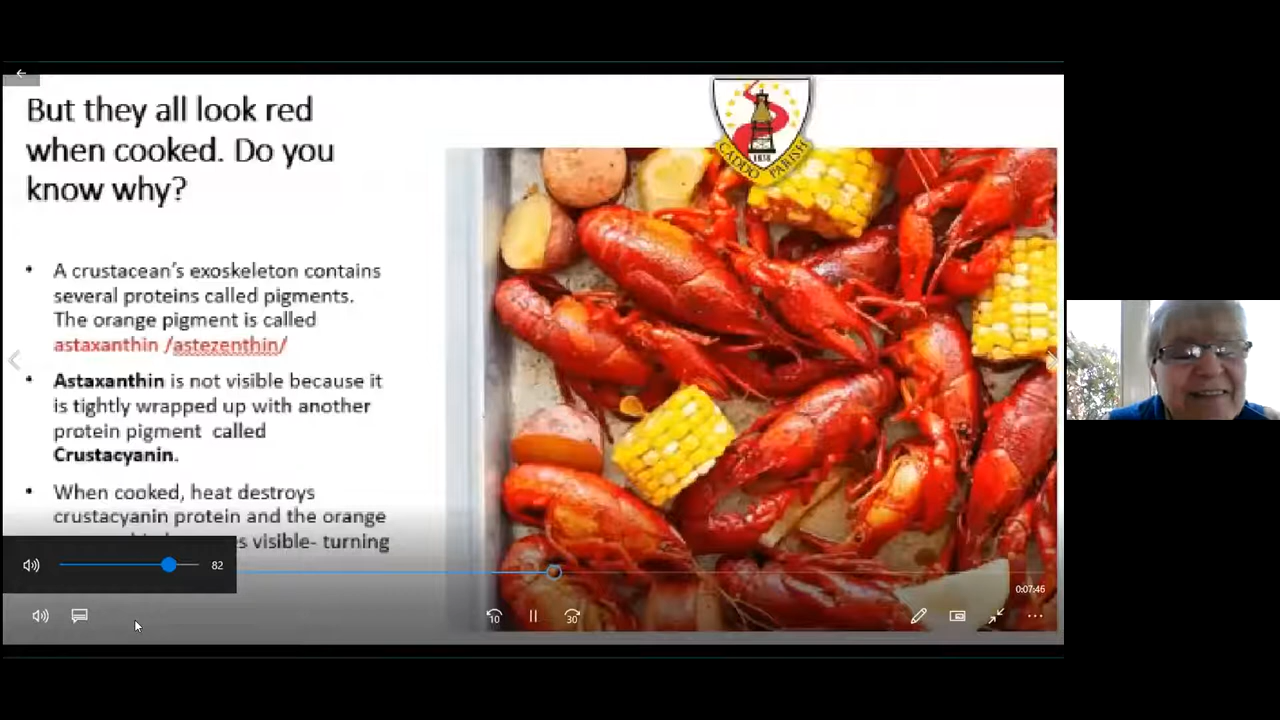 But they all look red
when cooked. Do you
know why?
CADDO PARISH
1838
• A crustacean's exoskeleton contains
several proteins called pigments.
The orange pigment is called
astaxanthin /astezenthin/
• Astaxanthin is not visible because it
is tightly wrapped up with another
protein pigment called
Crustacyanin.
• When cooked, heat destroys
crustacyanin protein and the orange
visible- turning
82
0:07:46
10
30